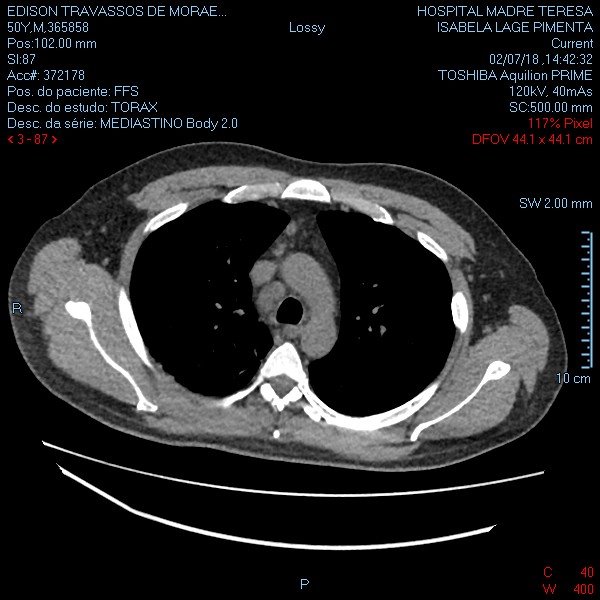 EDISON TRAVASSOS DE MORAE...
50Y,M,365858
Pos:102.00 mm
SI:87
Acc#: 372178
Pos. do paciente: FFS
Desc. do estudo: TORAX
Desc. da série: MEDIASTINO Body 2.0
< 3 - 87 >
Lossy
HOSPITAL MADRE TERESA
ISABELA LAGE PIMENTA
Current
02/07/18 ,14:42:32
TOSHIBA Aquilion PRIME
120kV, 40mAs
SC:500.00 mm
117% Pixel
DFOV 44.1 x 44.1 cm
SW 2.00 mm
R
10 cm
P
C 40
W 400